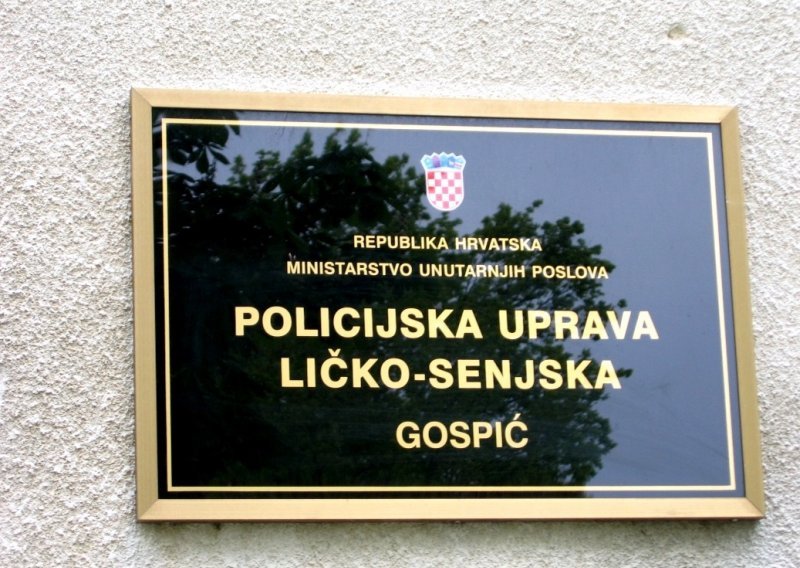 REPUBLIKA HRVATSKA
MINISTARSTVO UNUTARNJIH POSLOVA
POLICIJSKA UPRAVA
LIČKO-SENJSKA
GOSPIĆ